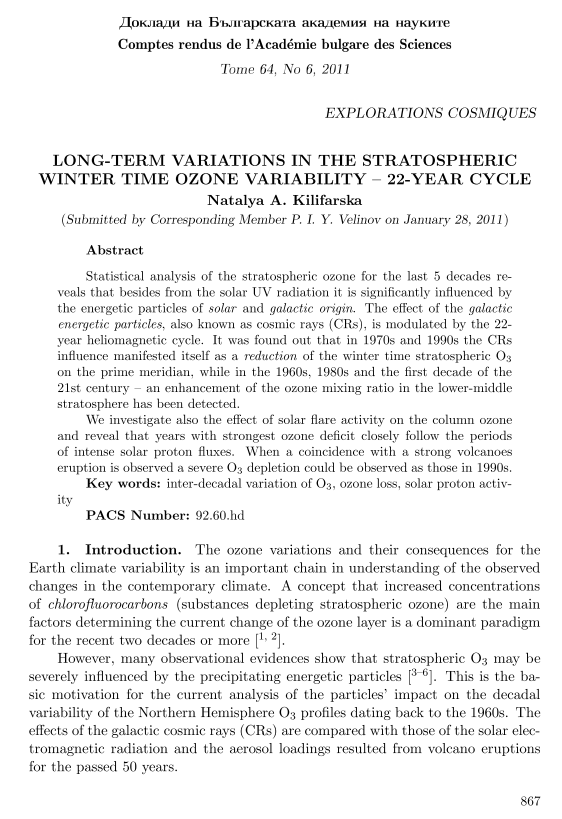 Доклади на Българската академия на науките
Comptes rendus de l'Académie bulgare des Sciences
Tome 64, No 6, 2011
EXPLORATIONS COSMIQUES
LONG-TERM VARIATIONS IN THE STRATOSPHERIC
WINTER TIME OZONE VARIABILITY – 22-YEAR CYCLE
Natalya A. Kilifarska
(Submitted by Corresponding Member P. I. Y. Velinov on January 28, 2011)
Abstract
Statistical analysis of the stratospheric ozone for the last 5 decades re-
veals that besides from the solar UV radiation it is significantly influenced by
the energetic particles of solar and galactic origin. The effect of the galactic
energetic particles, also known as cosmic rays (CRs), is modulated by the 22-
year heliomagnetic cycle. It was found out that in 1970s and 1990s the CRs
influence manifested itself as a reduction of the winter time stratospheric O3
on the prime meridian, while in the 1960s, 1980s and the first decade of the
21st century – an enhancement of the ozone mixing ratio in the lower-middle
stratosphere has been detected.
We investigate also the effect of solar flare activity on the column ozone
and reveal that years with strongest ozone deficit closely follow the periods
of intense solar proton fluxes. When a coincidence with a strong volcanoes
eruption is observed a severe O3 depletion could be observed as those in 1990s.
Key words: inter-decadal variation of O3, ozone loss, solar proton activ-
ity
PACS Number: 92.60.hd
1. Introduction. The ozone variations and their consequences for the
Earth climate variability is an important chain in understanding of the observed
changes in the contemporary climate. A concept that increased concentrations
of chlorofluorocarbons (substances depleting stratospheric ozone) are the main
factors determining the current change of the ozone layer is a dominant paradigm
for the recent two decades or more [1, 2].
However, many observational evidences show that stratospheric O3 may be
severely influenced by the precipitating energetic particles [3–6]. This is the ba-
sic motivation for the current analysis of the particles' impact on the decadal
variability of the Northern Hemisphere O3 profiles dating back to the 1960s. The
effects of the galactic cosmic rays (CRs) are compared with those of the solar elec-
tromagnetic radiation and the aerosol loadings resulted from volcano eruptions
for the passed 50 years.
867